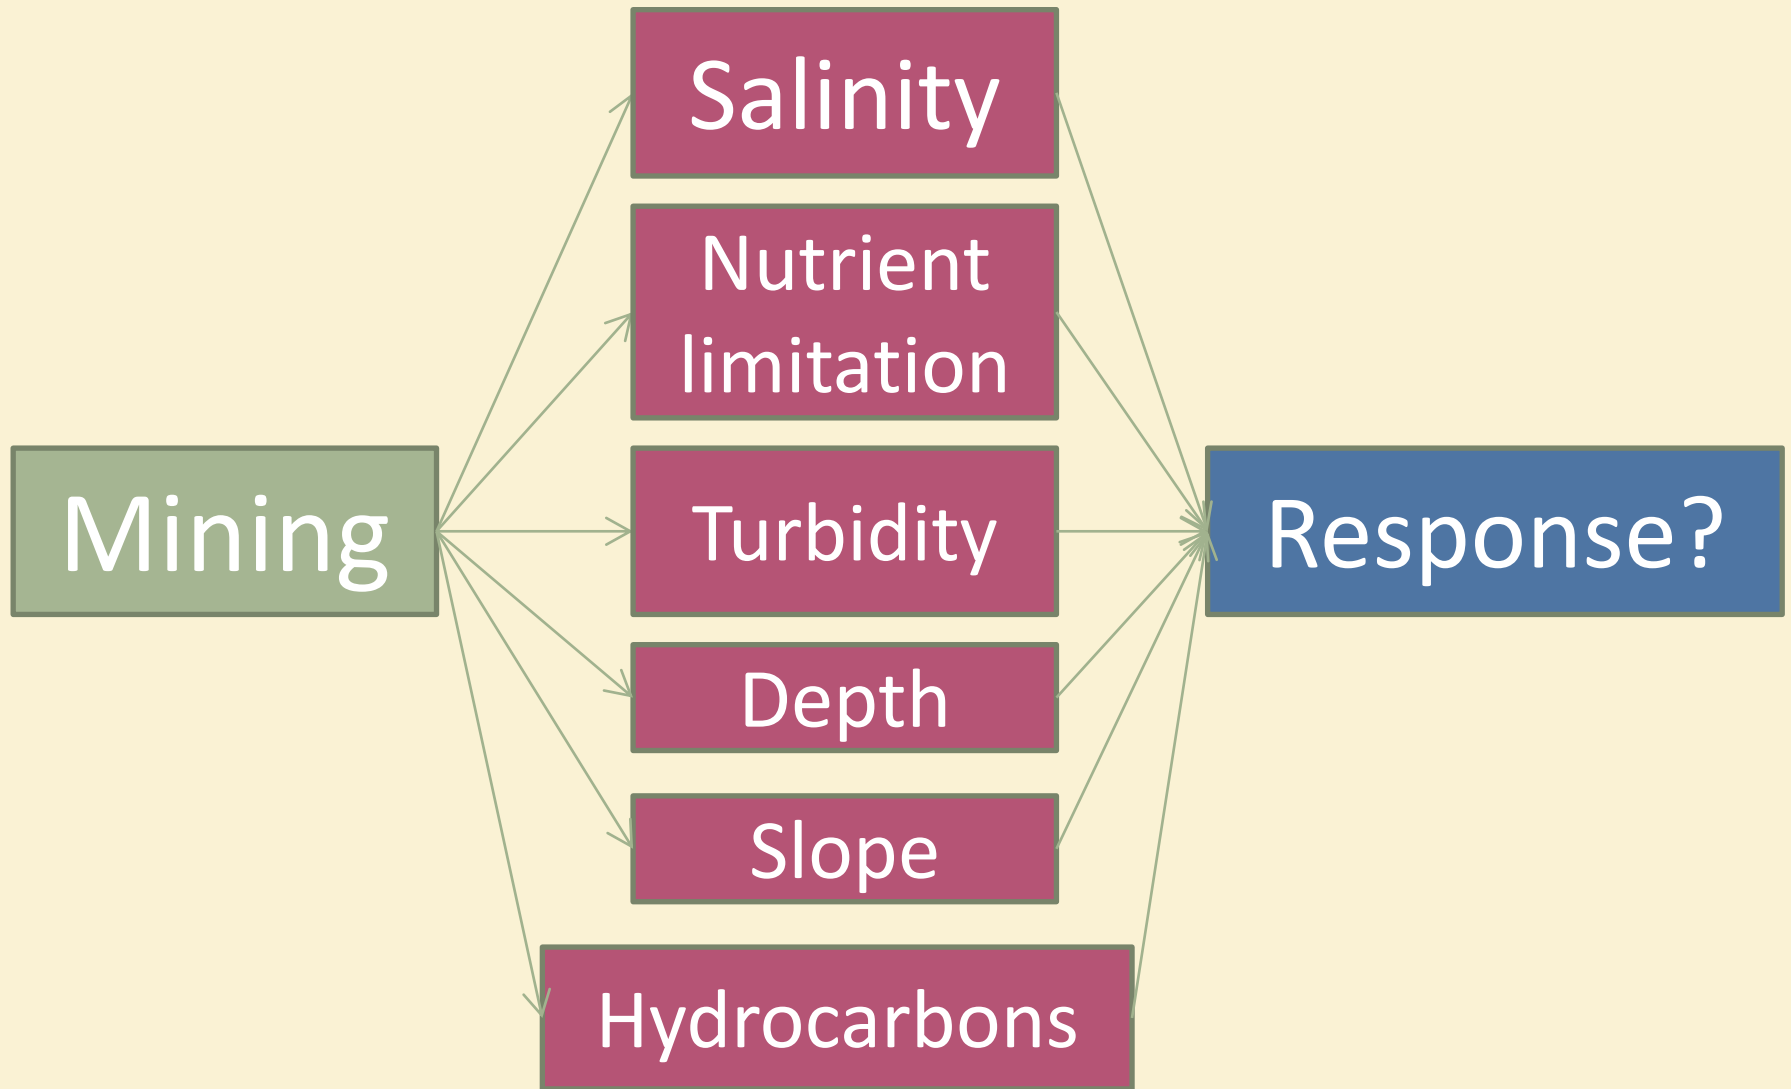 Salinity
Nutrient
limitation
Mining
Turbidity
Response?
Depth
Slope
Hydrocarbons